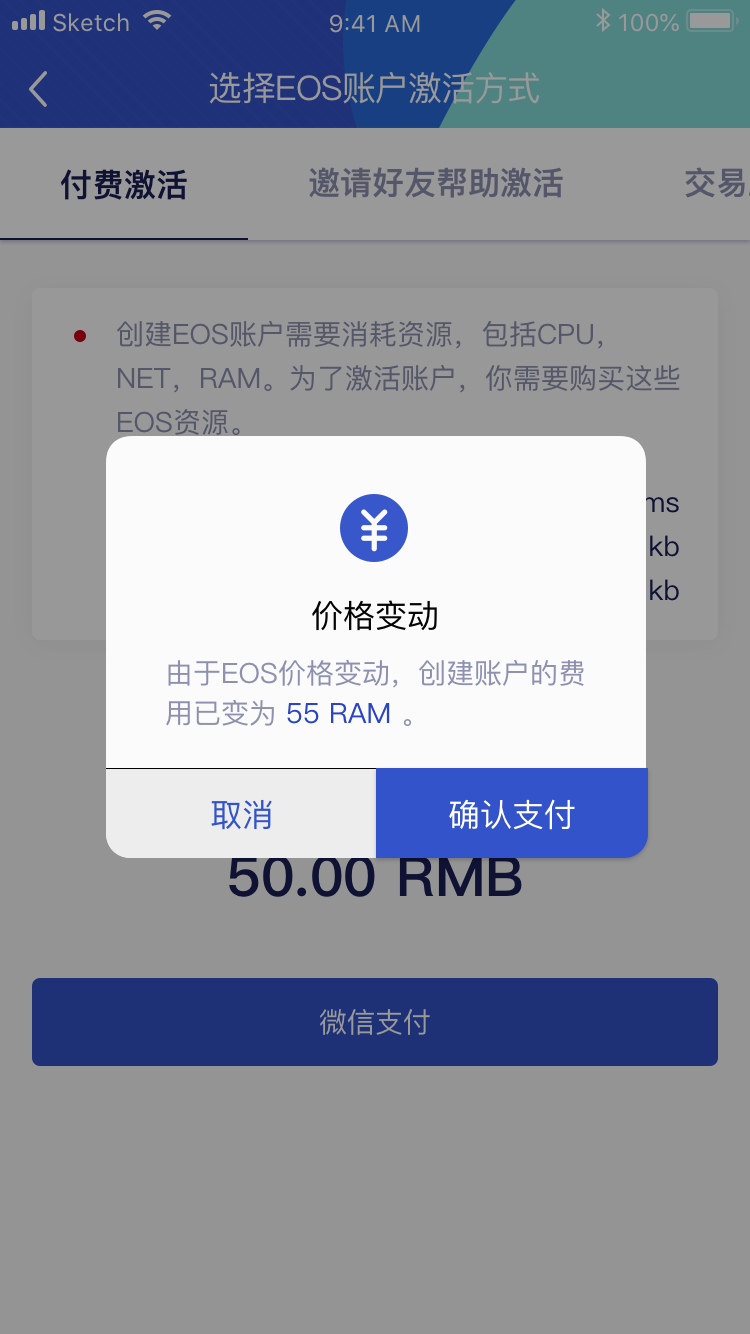 Sketch 9:41 AM 100%
选择EOS账户激活方式
付费激活 邀请好友帮助激活 交易
创建EOS账户需要消耗资源，包括CPU，
NET，RAM。为了激活账户，你需要购买这些
EOS资源。
ms
kb
kb
价格变动
由于EOS价格变动，创建账户的费
用已变为 55 RAM 。
取消 确认支付
50.00 RMB
微信支付